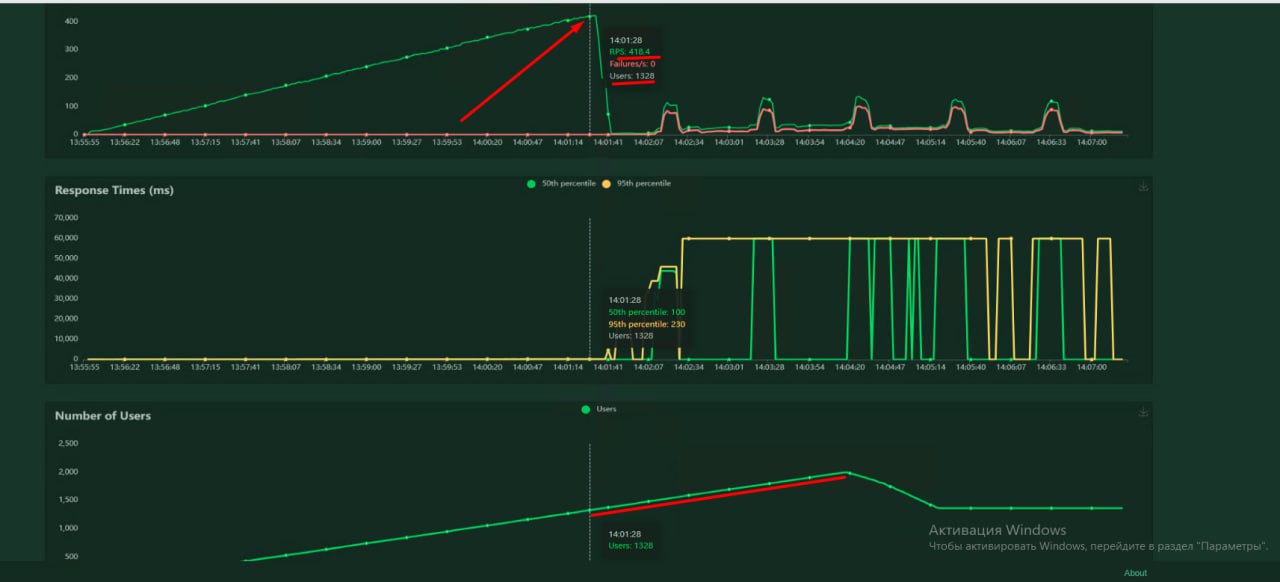 400
14:01:28
RPS: 418.4
300
Failures/s: 0
Users: 1328
200
100
0
13:55:55 13:56:22 13:56:48 13:57:15 13:57:41 13:58:07 13:58:34 13:59:00 13:59:27 13:59:53 14:00:20 14:00:47 14:01:14 14:01:41 14:02:07 14:02:34 14:03:01 14:03:28 14:03:54 14:04:20 14:04:47 14:05:14 14:05:40 14:06:07 14:06:33 14:07:00
Response Times (ms)
50th percentile 95th percentile
70,000
60,000
50,000
40,000
30,000
20,000
10,000
0
14:01:28
50th percentile: 100
95th percentile: 230
Users: 1328
13:55:55 13:56:22 13:56:48 13:57:15 13:57:41 13:58:07 13:58:34 13:59:00 13:59:27 13:59:53 14:00:20 14:00:47 14:01:14 14:01:41 14:02:07 14:02:34 14:03:01 14:03:28 14:03:54 14:04:20 14:04:47 14:05:14 14:05:40 14:06:07 14:06:33 14:07:00
Number of Users
Users
2,500
2,000
1,500
1,000
500
14:01:28
Users: 1328
Активация Windows
Чтобы активировать Windows, перейдите в раздел "Параметры".
About